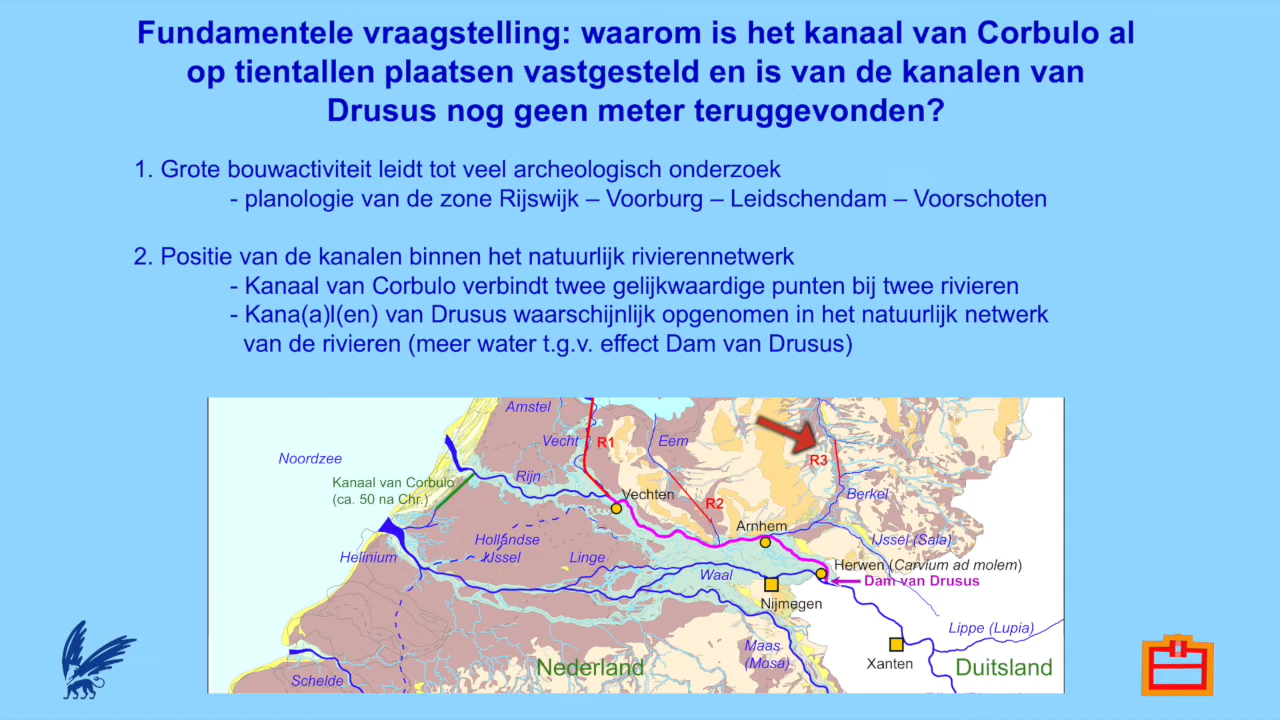 Fundamentele vraagstelling: waarom is het kanaal van Corbulo al
op tientallen plaatsen vastgesteld en is van de kanalen van
Drusus nog geen meter teruggevonden?
1. Grote bouwactiviteit leidt tot veel archeologisch onderzoek
- planologie van de zone Rijswijk – Voorburg – Leidschendam – Voorschoten
2. Positie van de kanalen binnen het natuurlijk rivierennetwerk
- Kanaal van Corbulo verbindt twee gelijkwaardige punten bij twee rivieren
- Kana(a)l(en) van Drusus waarschijnlijk opgenomen in het natuurlijk netwerk
van de rivieren (meer water t.g.v. effect Dam van Drusus)
Amstel
Vecht
R1
Eem
Noordzee
R3
Rijn
Kanaal van Corbulo
(ca. 50 na Chr.)
Vechten
R2
Berkel
Arnhem
Hollandse
IJssel
IJssel (Sala)
Helinium
Linge
Waal
Herwen (Carvium ad molem)
Dam van Drusus
Nijmegen
Lippe (Lupia)
Maas
(Mosa)
Xanten
Nederland
Duitsland
Schelde